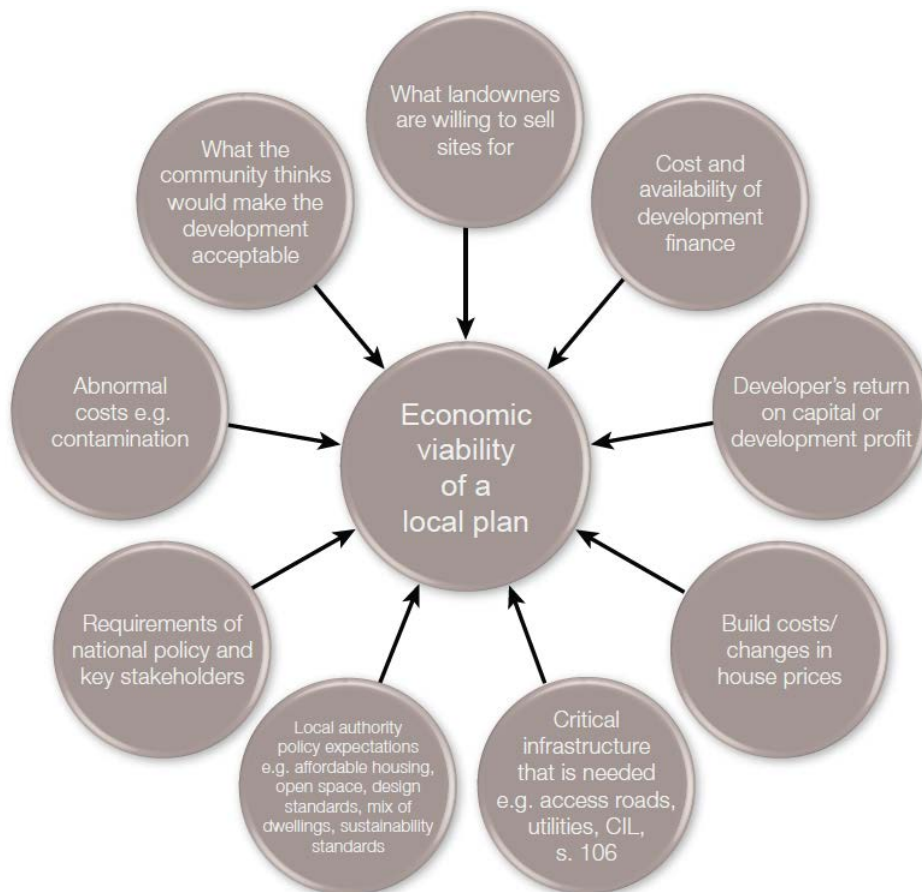 What landowners
are willing to sell
sites for
Cost and
availability of
development
finance
Developer's return
on capital or
development profit
Build costs/
changes in
house prices
Critical
infrastructure
that is needed
e.g. access roads,
utilities, CIL,
s. 106
Local authority
policy expectations
e.g. affordable housing,
open space, design
standards, mix of
dwellings, sustainability
standards
Requirements of
national policy and
key stakeholders
Abnormal
costs e.g.
contamination
What the
community thinks
would make the
development
acceptable
Economic
viability
of a
local plan